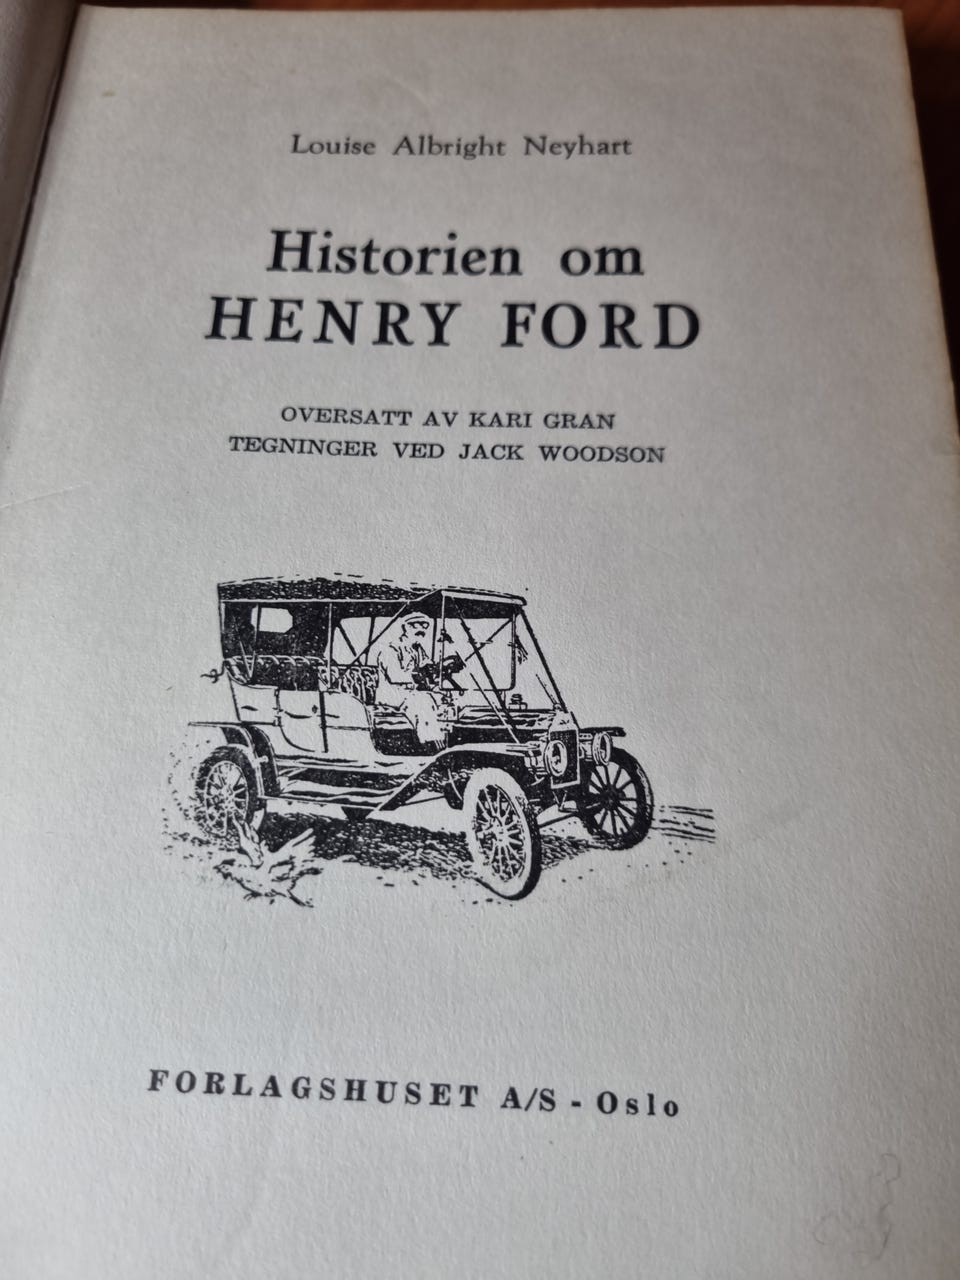 Louise Albright Neyhart
Historien om
HENRY FORD
OVERSATT AV KARI GRAN
TEGNINGER VED JACK WOODSON
FORLAGSHUSET A/S - Oslo